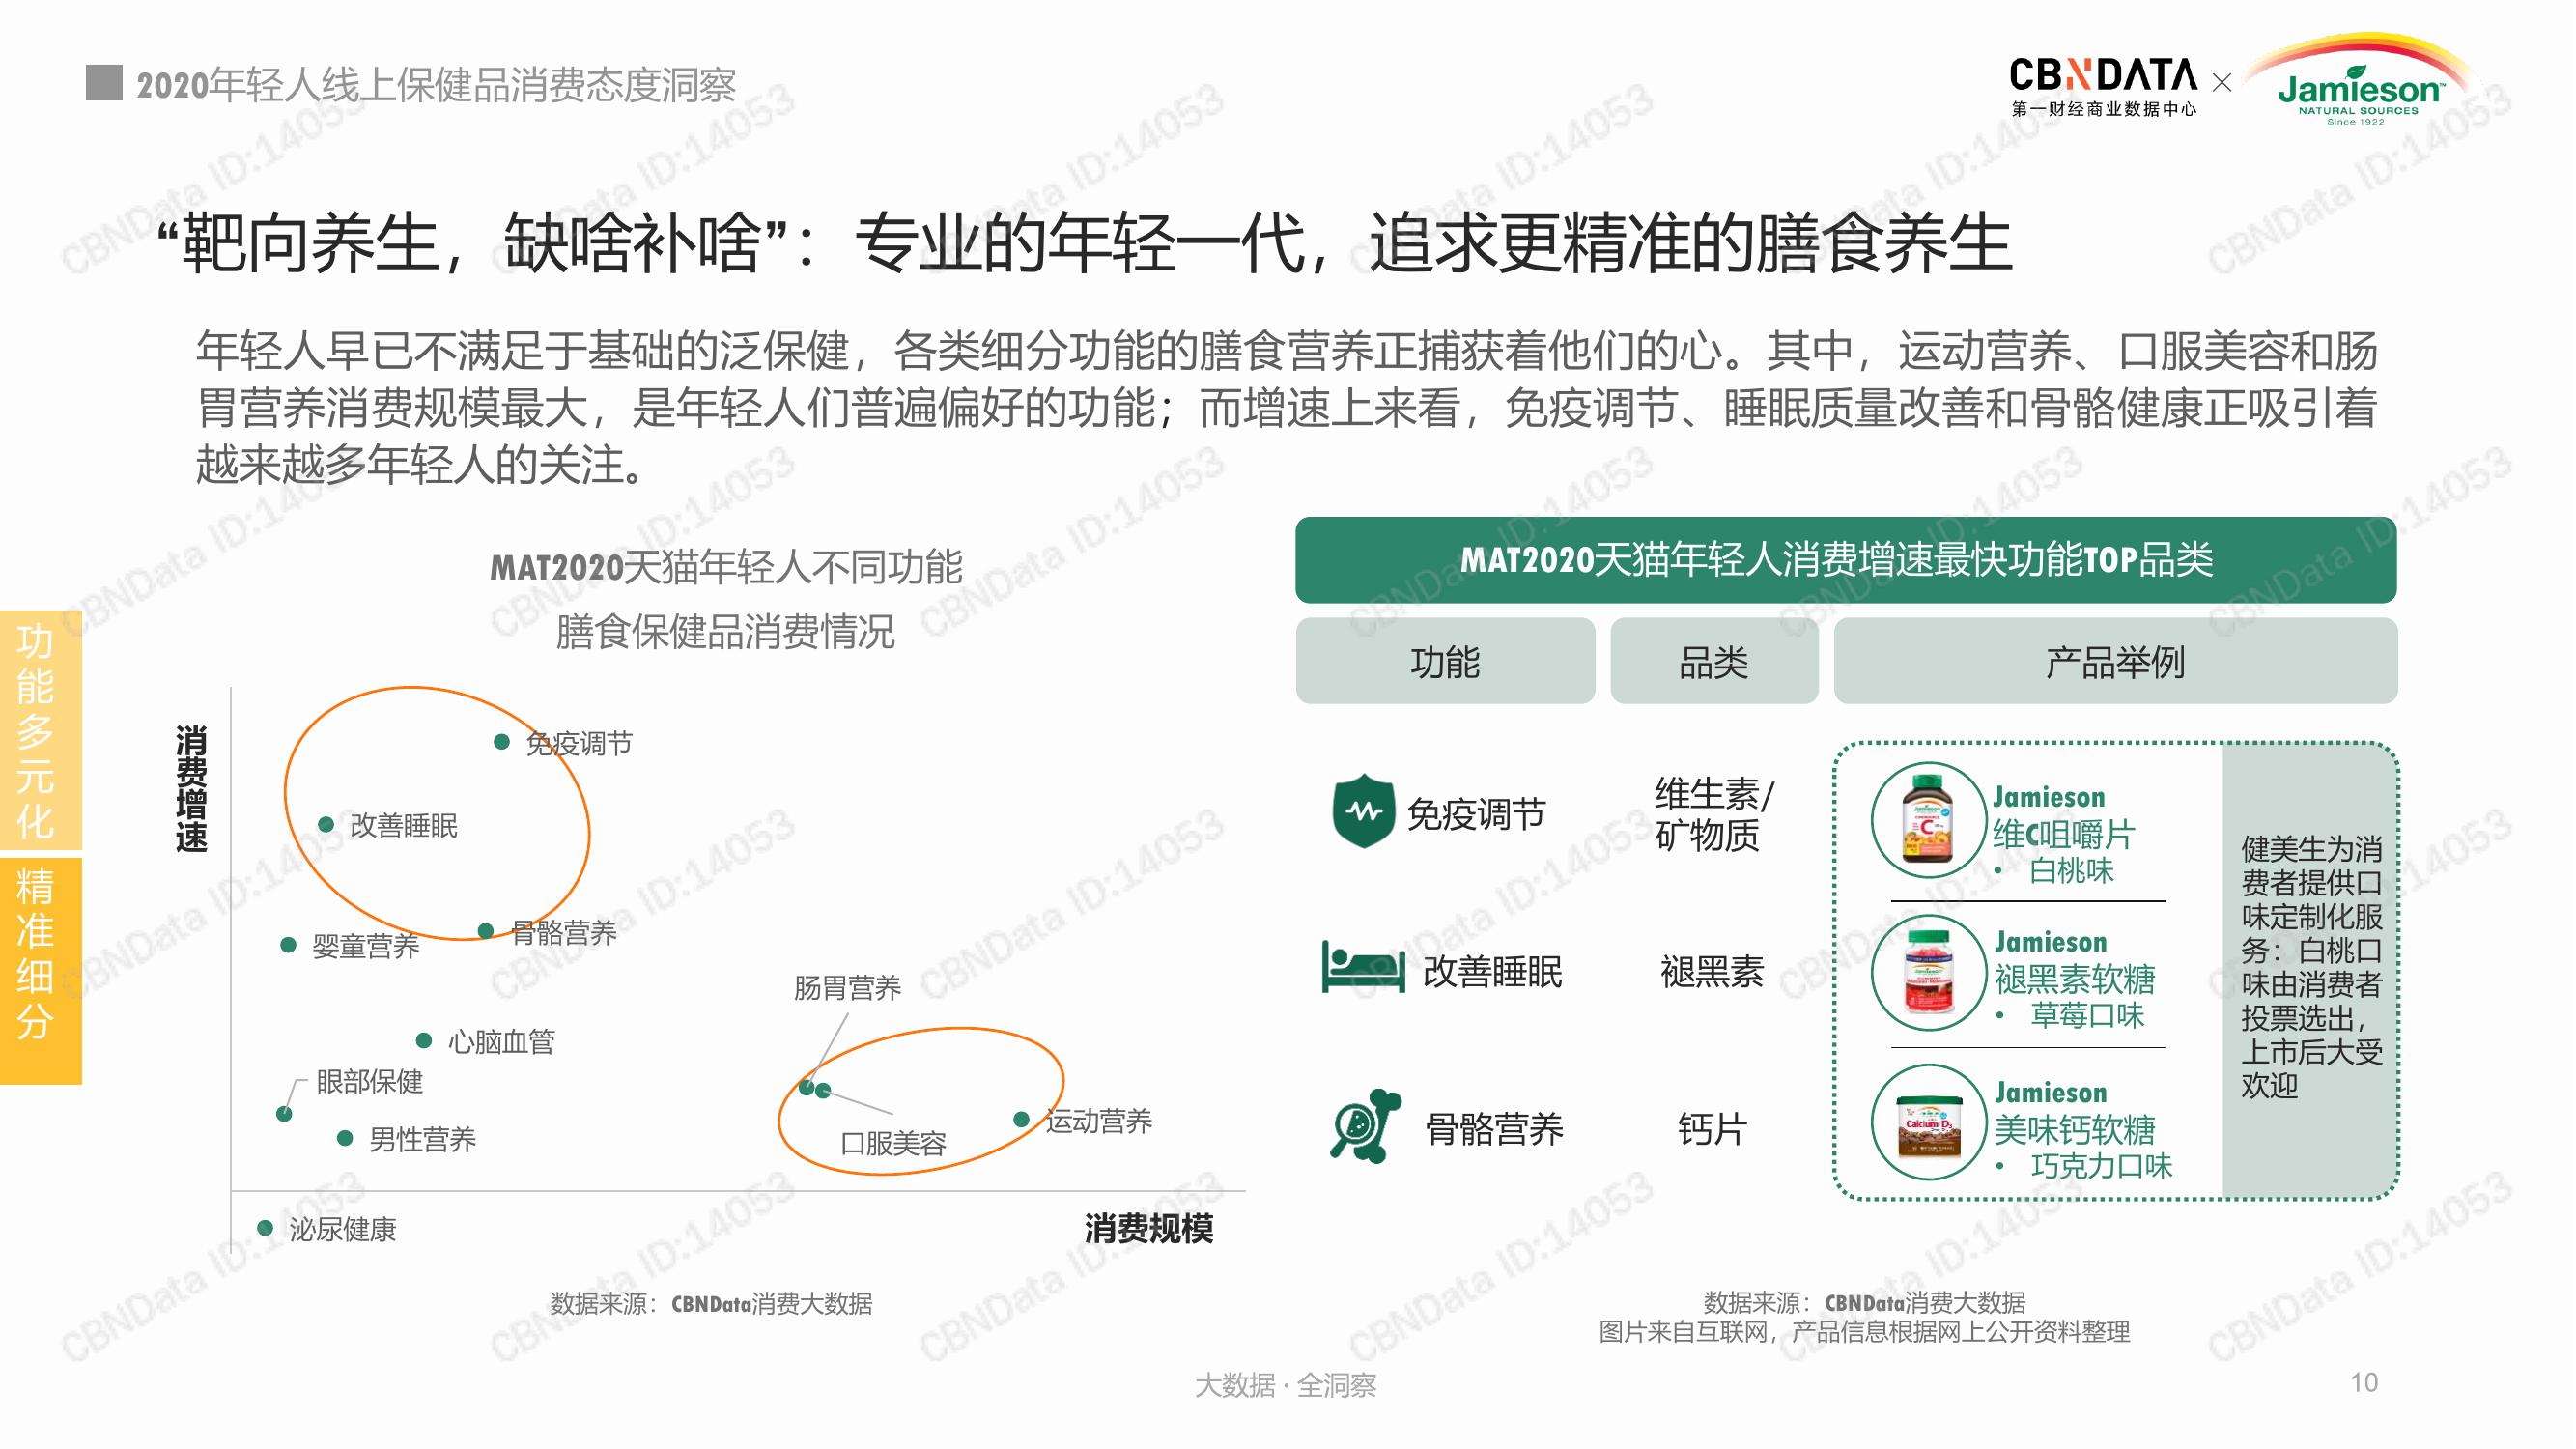 2020年轻人线上保健品消费态度洞察
CBNDATA
第一财经商业数据中心
×
Jamieson™
NATURAL SOURCES
Since 1922
“靶向养生，缺啥补啥”：专业的年轻一代，追求更精准的膳食养生
年轻人早已不满足于基础的泛保健，各类细分功能的膳食营养正捕获着他们的心。其中，运动营养、口服美容和肠
胃营养消费规模最大，是年轻人们普遍偏好的功能；而增速上来看，免疫调节、睡眠质量改善和骨骼健康正吸引着
越来越多年轻人的关注。
功能多元化
精准细分
MAT2020天猫年轻人不同功能
膳食保健品消费情况
消费增速
免疫调节
改善睡眠
骨骼营养
婴童营养
肠胃营养
心脑血管
眼部保健
口服美容
运动营养
男性营养
泌尿健康
消费规模
数据来源：CBNData消费大数据
MAT2020天猫年轻人消费增速最快功能TOP品类
功能
品类
产品举例
免疫调节
维生素/
矿物质
Jamieson
维C咀嚼片
• 白桃味
改善睡眠
褪黑素
Jamieson
褪黑素软糖
• 草莓口味
骨骼营养
钙片
Jamieson
美味钙软糖
• 巧克力口味
健美生为消
费者提供口
味定制化服
务：白桃口
味由消费者
投票选出，
上市后大受
欢迎
数据来源：CBNData消费大数据
图片来自互联网，产品信息根据网上公开资料整理
大数据·全洞察
10
CBNData ID:14053